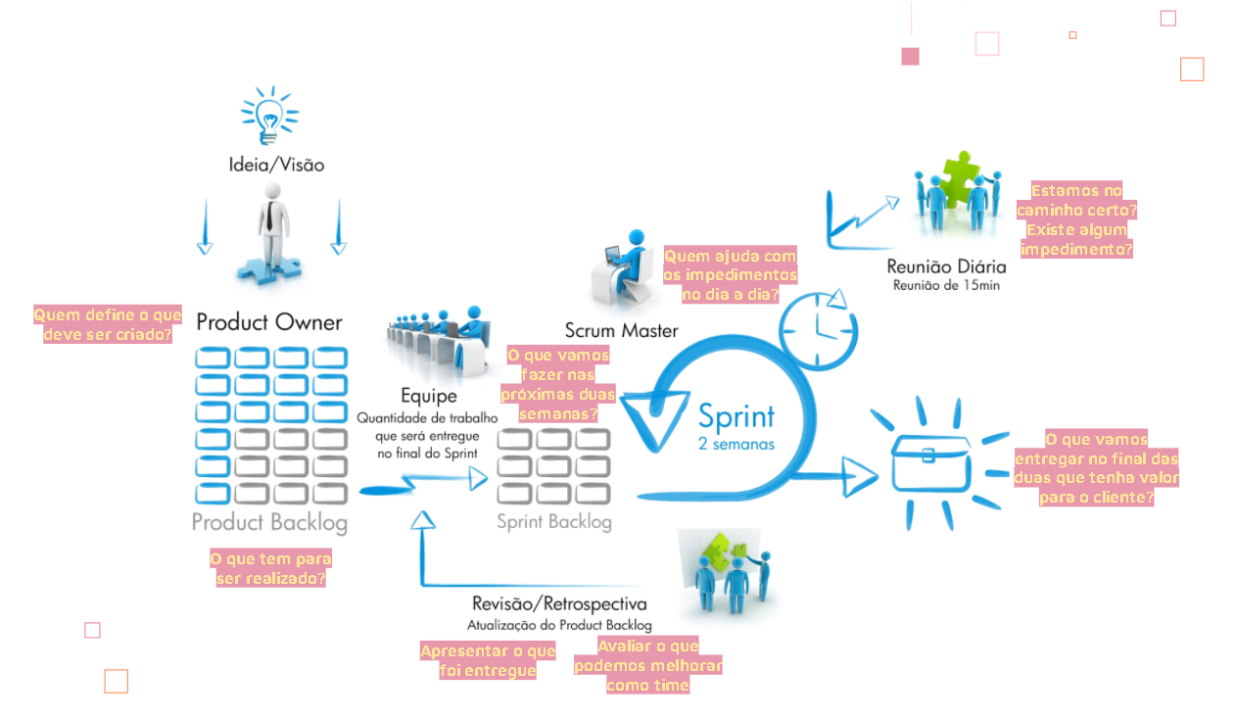 Ideia/Visão
Quem define o que
deve ser criado?
Product Owner
Product Backlog
O que tem para
ser realizado?
Equipe
Quantidade de trabalho
que será entregue
no final do Sprint
Scrum Master
Quem ajuda com
os impedimentos
no dia a dia?
O que vamos
fazer nas
próximas duas
semanas?
Sprint Backlog
Sprint
2 semanas
Reunião Diária
Reunião de 15min
Estamos no
caminho certo?
Existe algum
impedimento?
O que vamos
entregar no final das
duas que tenha valor
para o cliente?
Revisão/Retrospectiva
Atualização do Product Backlog
Apresentar o que
foi entregue
Avaliar o que
podemos melhorar
como time